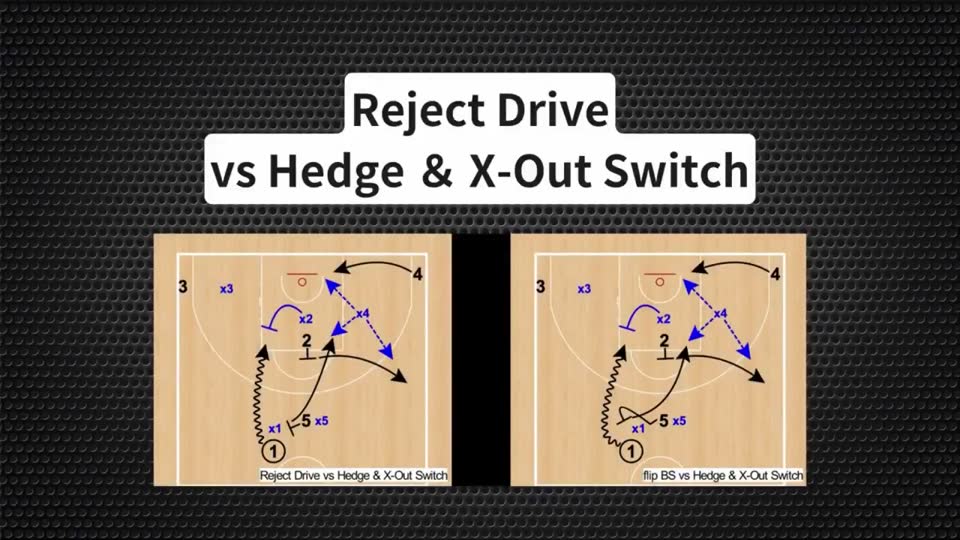 Reject Drive
vs Hedge & X-Out Switch
4
3
x3
x4
x2
2
5
x5
x1
1
Reject Drive vs Hedge & X-Out Switch
4
3
x3
x4
x2
2
5
x5
x1
1
flip BS vs Hedge & X-Out Switch